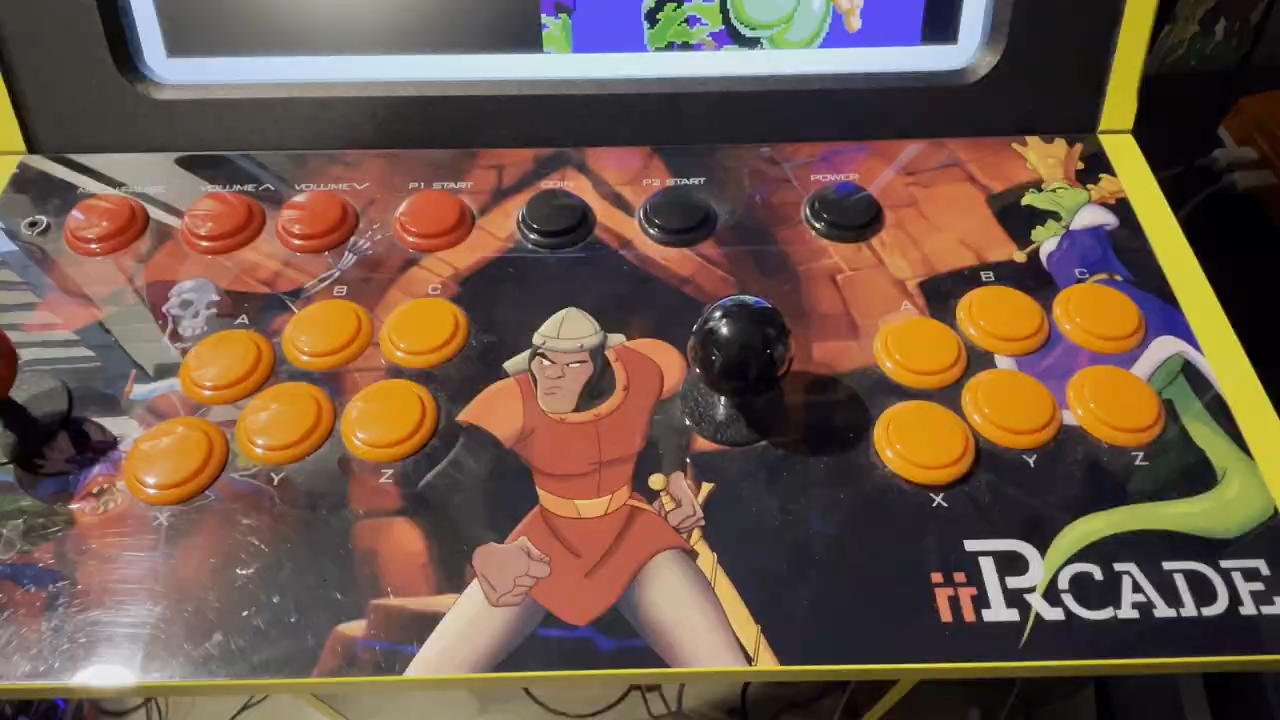 VOLUME ∧
VOLUME ∨
P1 START
COIN
P2 START
POWER
A
B
C
X
Y
Z
A
B
C
X
Y
Z
iiRCADE